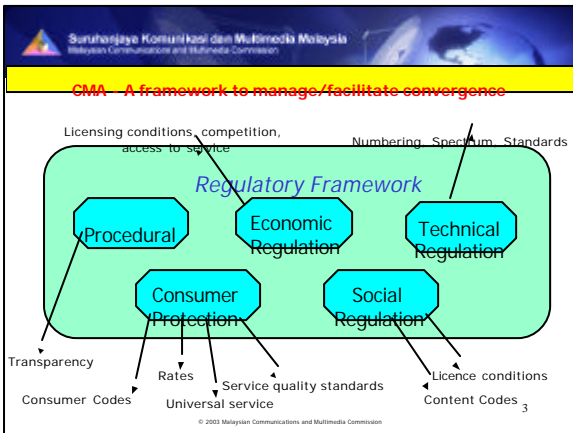 Suruhanjaya Komunikasi dan Multimedia Malaysia
Malaysian Communications and Multimedia Commission
CMA - A framework to manage/facilitate convergence
Licensing conditions, competition,
access to service
Numbering, Spectrum, Standards
Regulatory Framework
Procedural
Economic
Regulation
Technical
Regulation
Consumer
Protection
Social
Regulation
Transparency
Rates
Licence conditions
Service quality standards
Consumer Codes
Universal service
Content Codes
3
© 2003 Malaysian Communications and Multimedia Commission